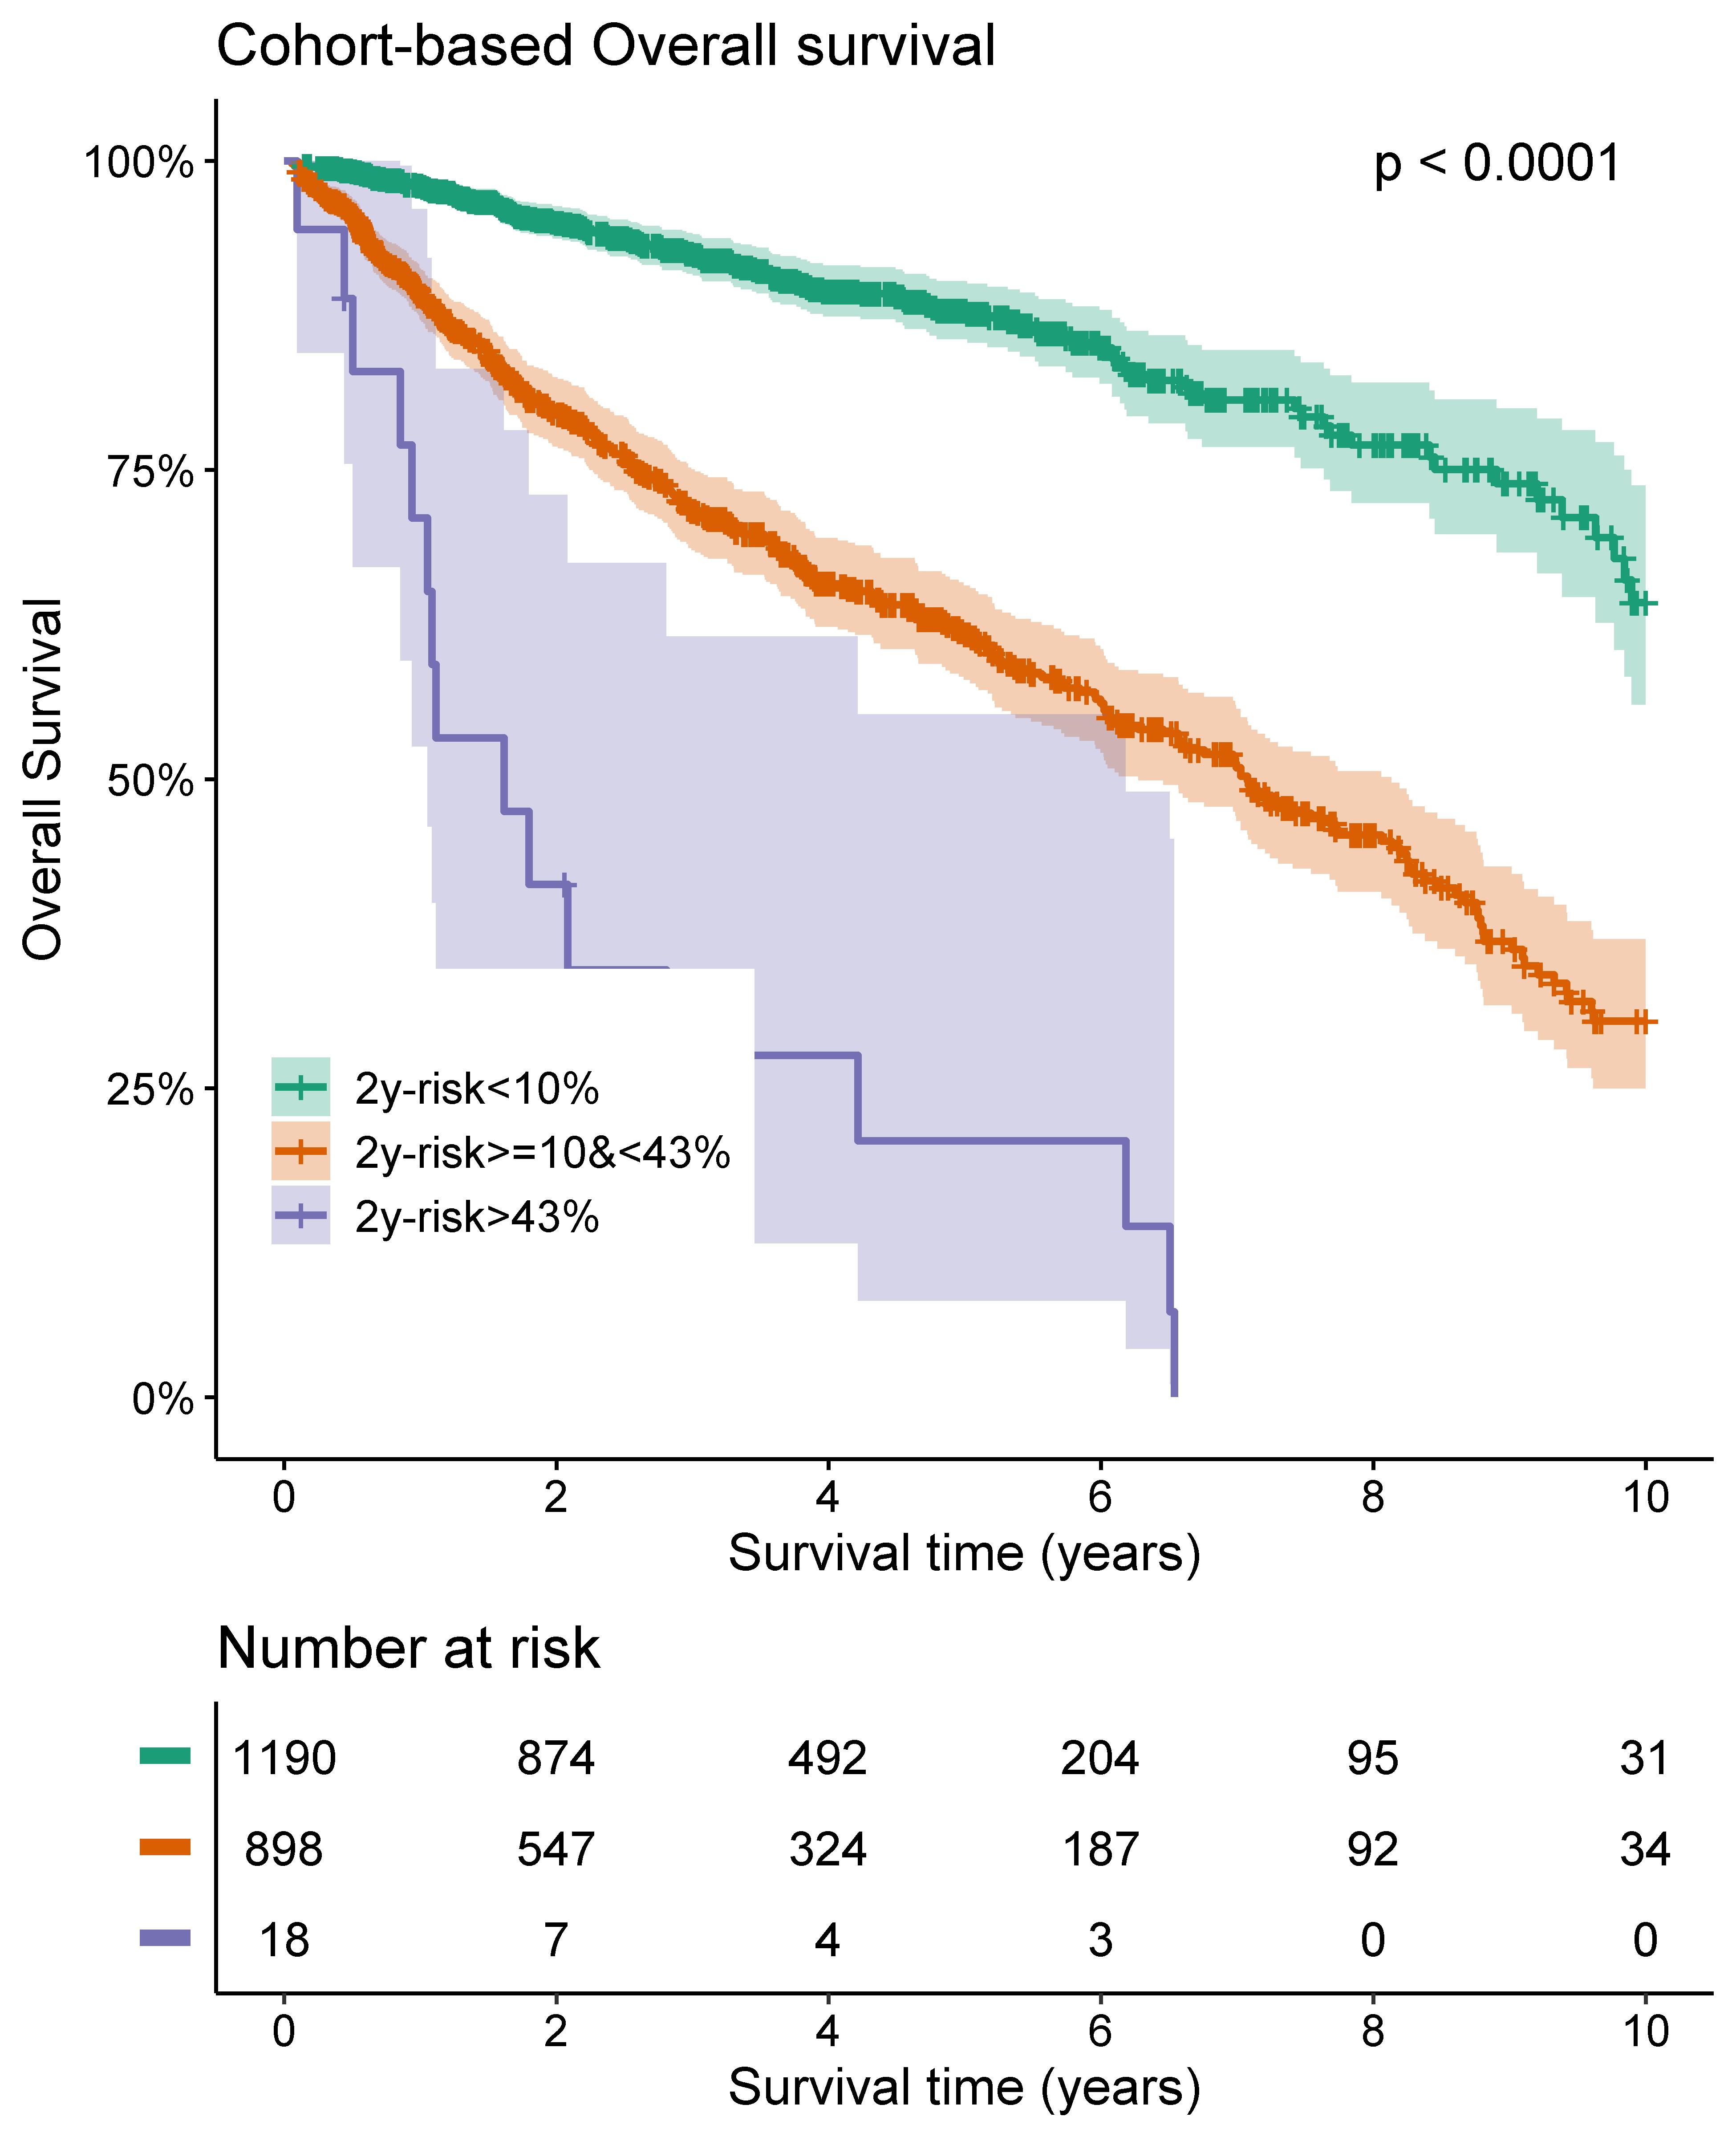 Cohort-based Overall survival
p < 0.0001
100%
75%
50%
25%
0%
Overall Survival
2y-risk<10%
2y-risk>=10&<43%
2y-risk>43%
0 2 4 6 8 10
Survival time (years)
Number at risk
1190 874 492 204 95 31
898 547 324 187 92 34
18 7 4 3 0 0
0 2 4 6 8 10
Survival time (years)